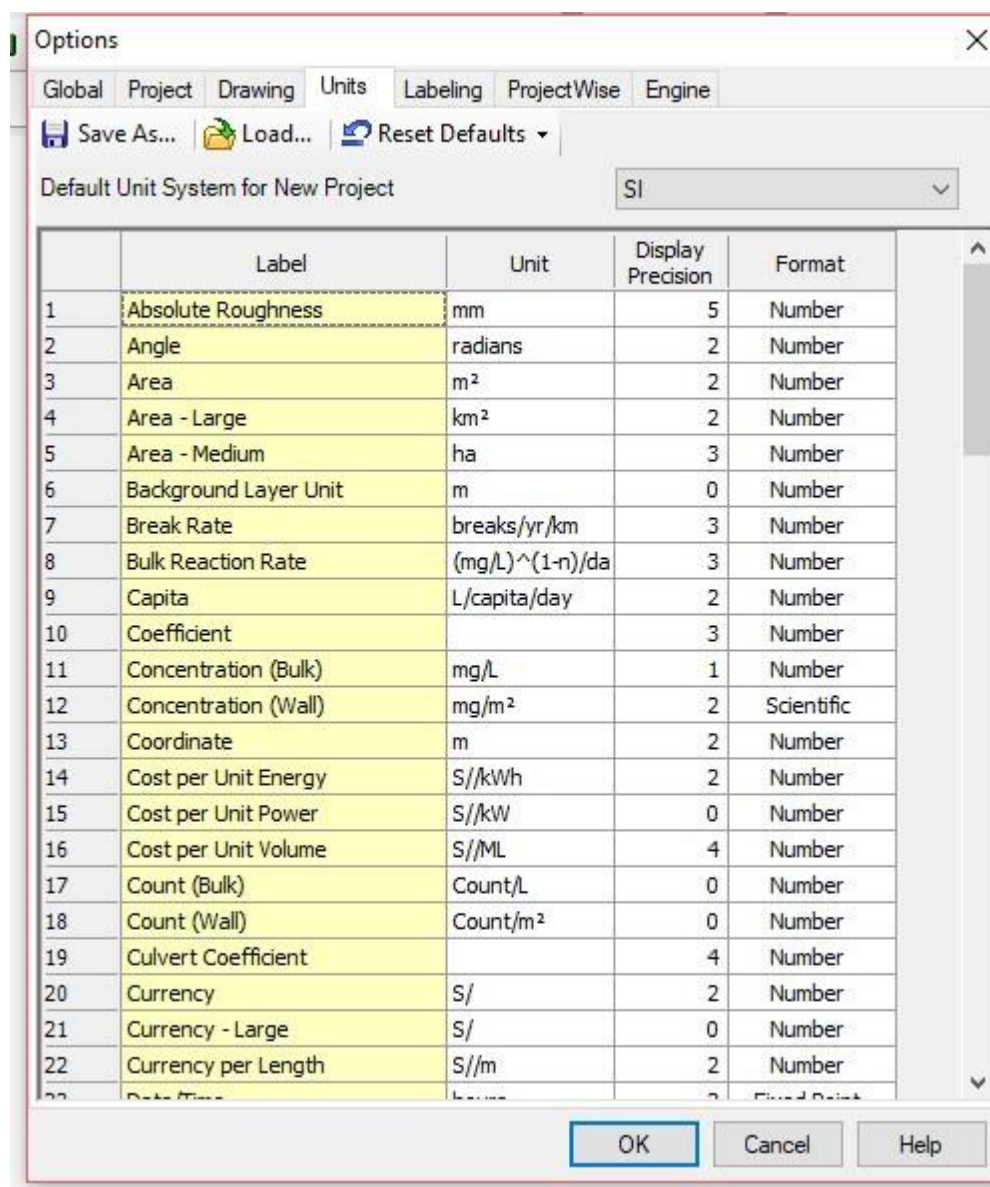 Options
Global Project Drawing Units Labeling ProjectWise Engine
Save As... Load... Reset Defaults
Default Unit System for New Project SI
Label Unit Display Precision Format
1 Absolute Roughness mm 5 Number
2 Angle radians 2 Number
3 Area m² 2 Number
4 Area - Large km² 2 Number
5 Area - Medium ha 3 Number
6 Background Layer Unit m 0 Number
7 Break Rate breaks/yr/km 3 Number
8 Bulk Reaction Rate (mg/L)^(1-n)/da 3 Number
9 Capita L/capita/day 2 Number
10 Coefficient 3 Number
11 Concentration (Bulk) mg/L 1 Number
12 Concentration (Wall) mg/m² 2 Scientific
13 Coordinate m 2 Number
14 Cost per Unit Energy S//kWh 2 Number
15 Cost per Unit Power S//kW 0 Number
16 Cost per Unit Volume S//ML 4 Number
17 Count (Bulk) Count/L 0 Number
18 Count (Wall) Count/m² 0 Number
19 Culvert Coefficient 4 Number
20 Currency S/ 2 Number
21 Currency - Large S/ 0 Number
22 Currency per Length S//m 2 Number
OK Cancel Help